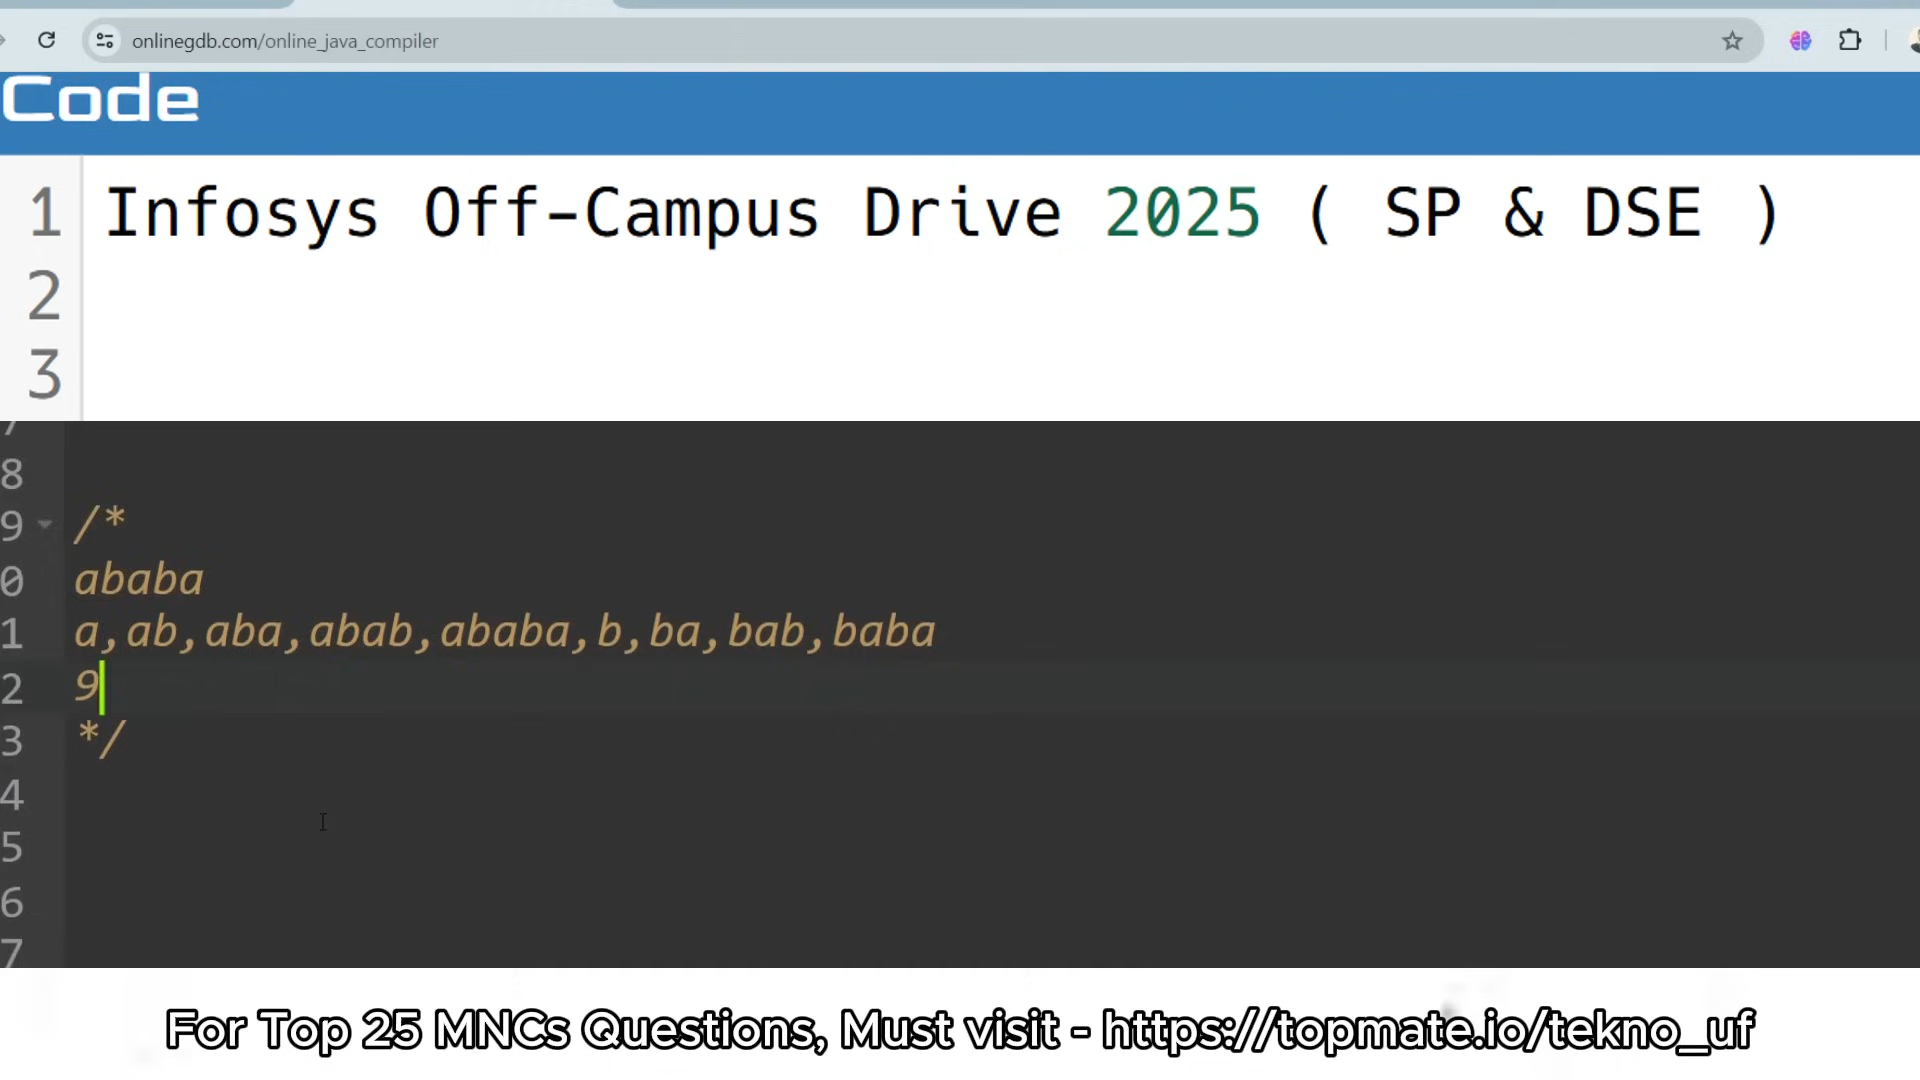 onlinegdb.com/online_java_compiler
Code
1 Infosys Off-Campus Drive 2025 ( SP & DSE )
2
3
7
8
9 /*
0 ababa
1 a,ab,aba,abab,ababa,b,ba,bab,baba
2 9
3 */
4
5
6
7
For Top 25 MNCs Questions, Must visit - https://topmate.io/tekno_uf